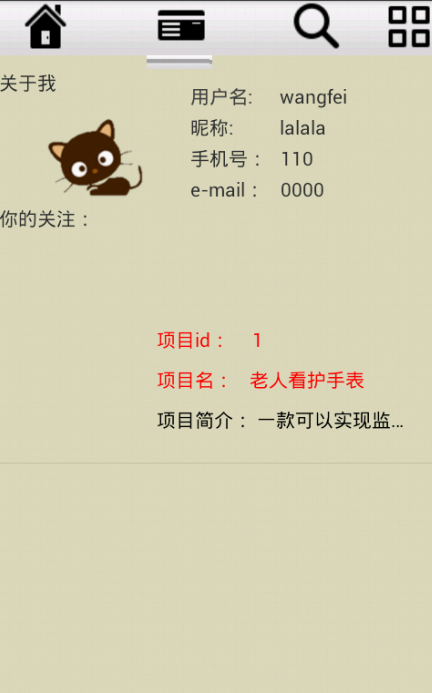 关于我
用户名: wangfei
昵称: lalala
手机号： 110
e-mail： 0000
你的关注：
项目id： 1
项目名： 老人看护手表
项目简介：一款可以实现监...